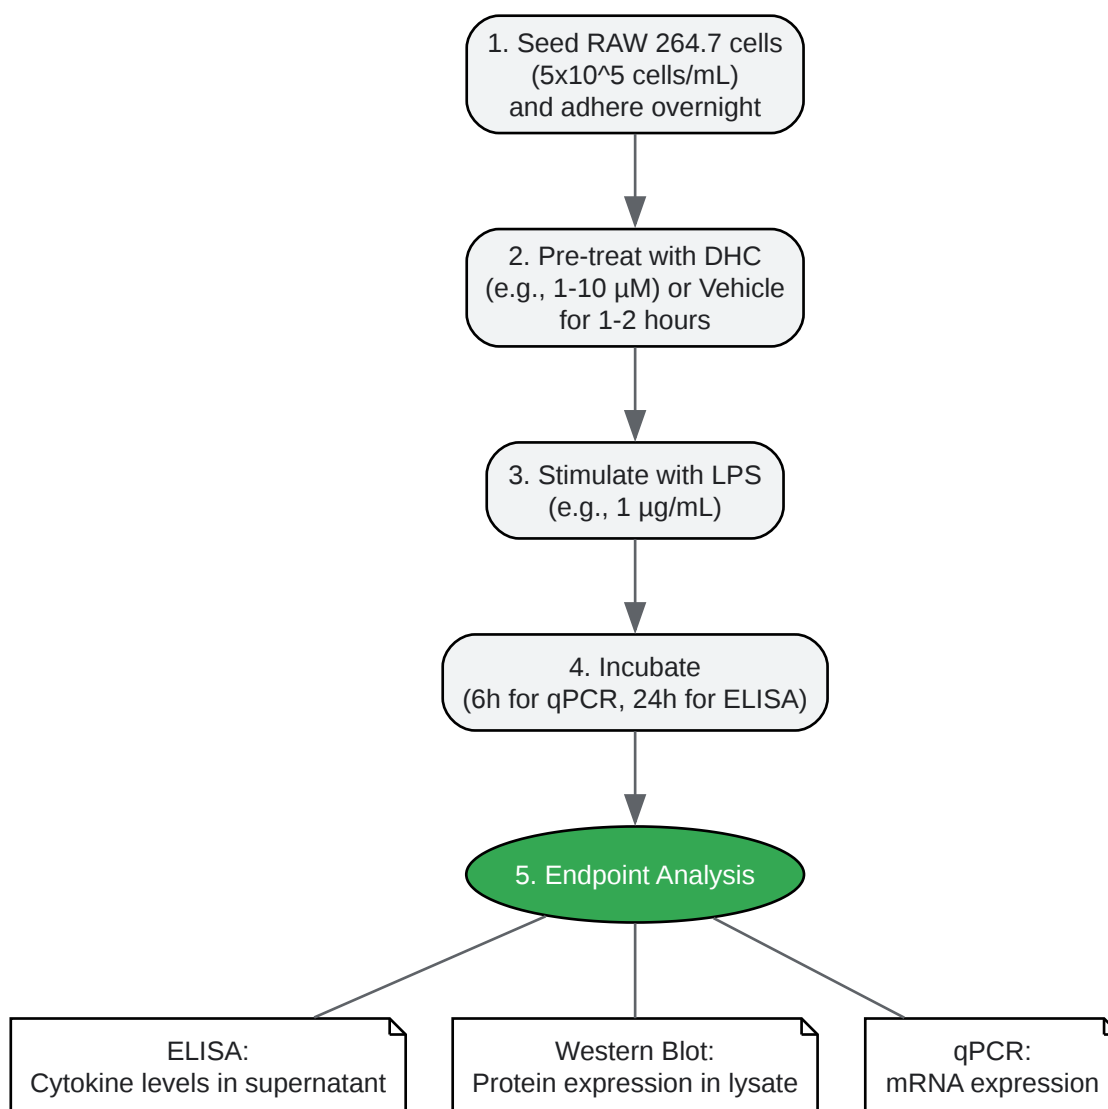 1. Seed RAW 264.7 cells
(5x10^5 cells/mL)
and adhere overnight
2. Pre-treat with DHC
(e.g., 1-10 µM) or Vehicle
for 1-2 hours
3. Stimulate with LPS
(e.g., 1 µg/mL)
4. Incubate
(6h for qPCR, 24h for ELISA)
5. Endpoint Analysis
ELISA:
Cytokine levels in supernatant
Western Blot:
Protein expression in lysate
qPCR:
mRNA expression